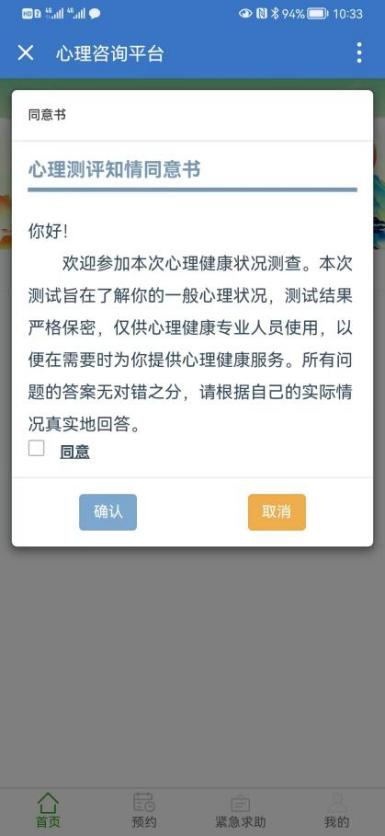 94% 10:33
心理咨询平台
同意书
心理测评知情同意书
你好！
欢迎参加本次心理健康状况测查。本次
测试旨在了解你的一般心理状况，测试结果
严格保密，仅供心理健康专业人员使用，以
便在需要时为你提供心理健康服务。所有问
题的答案无对错之分，请根据自己的实际情
况真实地回答。
同意
确认 取消
首页 预约 紧急求助 我的